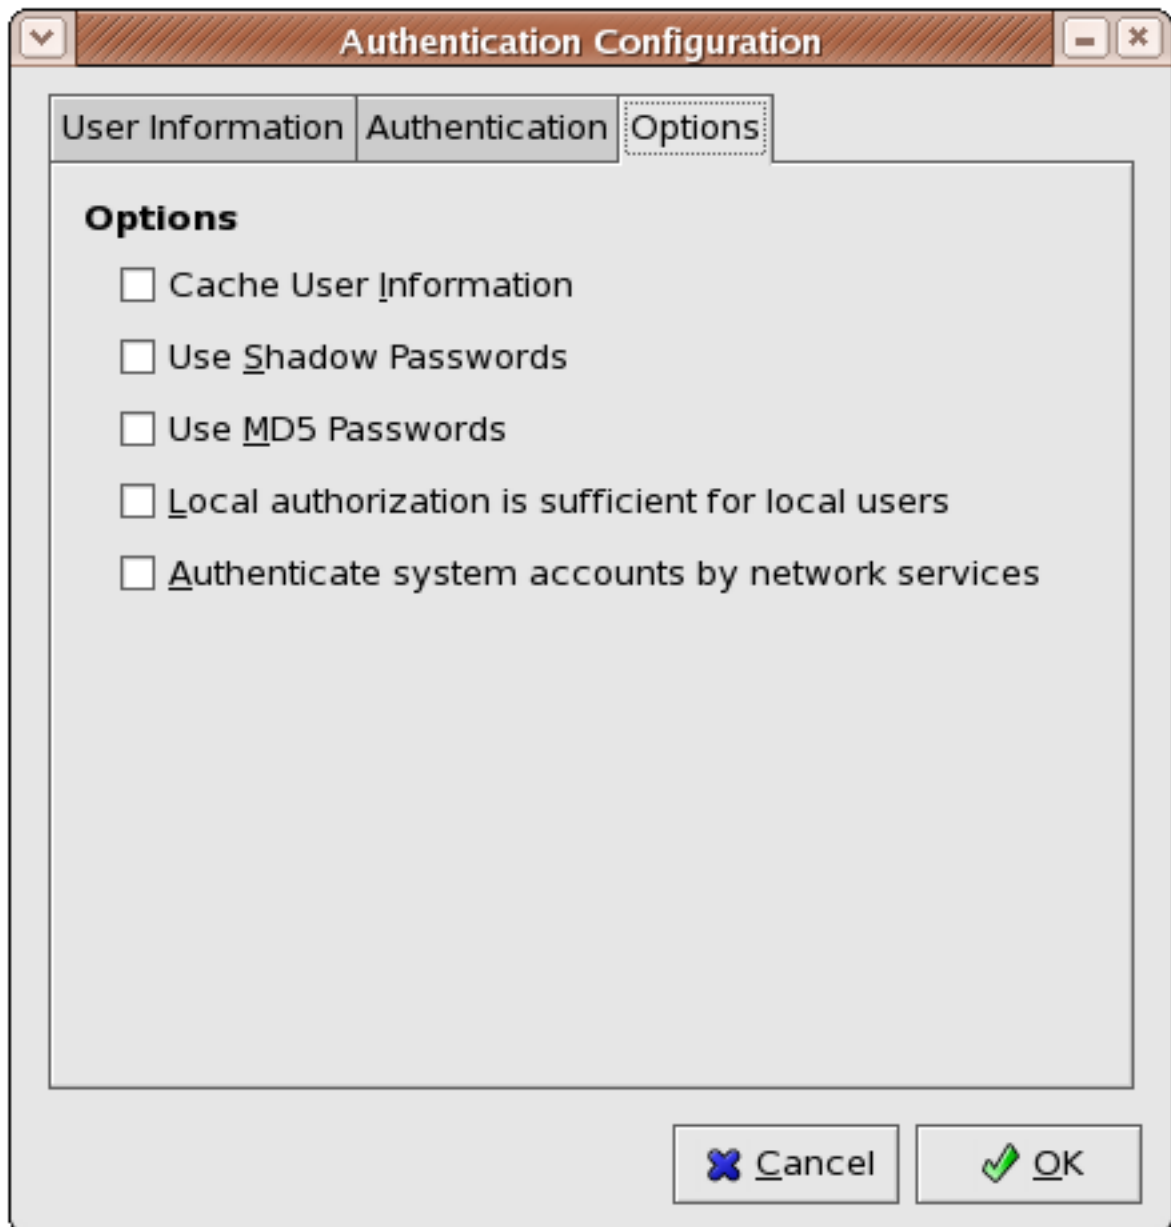 Authentication Configuration
User Information Authentication Options
Options
Cache User Information
Use Shadow Passwords
Use MD5 Passwords
Local authorization is sufficient for local users
Authenticate system accounts by network services
Cancel OK